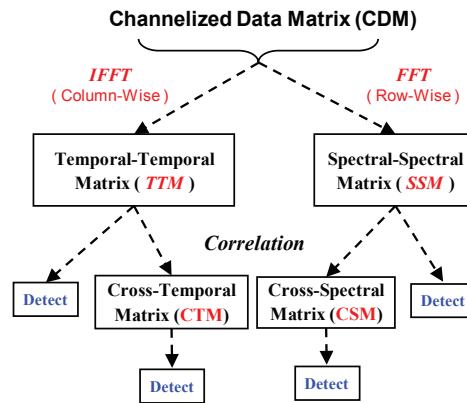 Channelized Data Matrix (CDM)
IFFT
( Column-Wise )
FFT
( Row-Wise )
Temporal-Temporal
Matrix ( TTM )
Spectral-Spectral
Matrix ( SSM )
Correlation
Detect
Cross-Temporal
Matrix (CTM)
Cross-Spectral
Matrix (CSM)
Detect
Detect
Detect